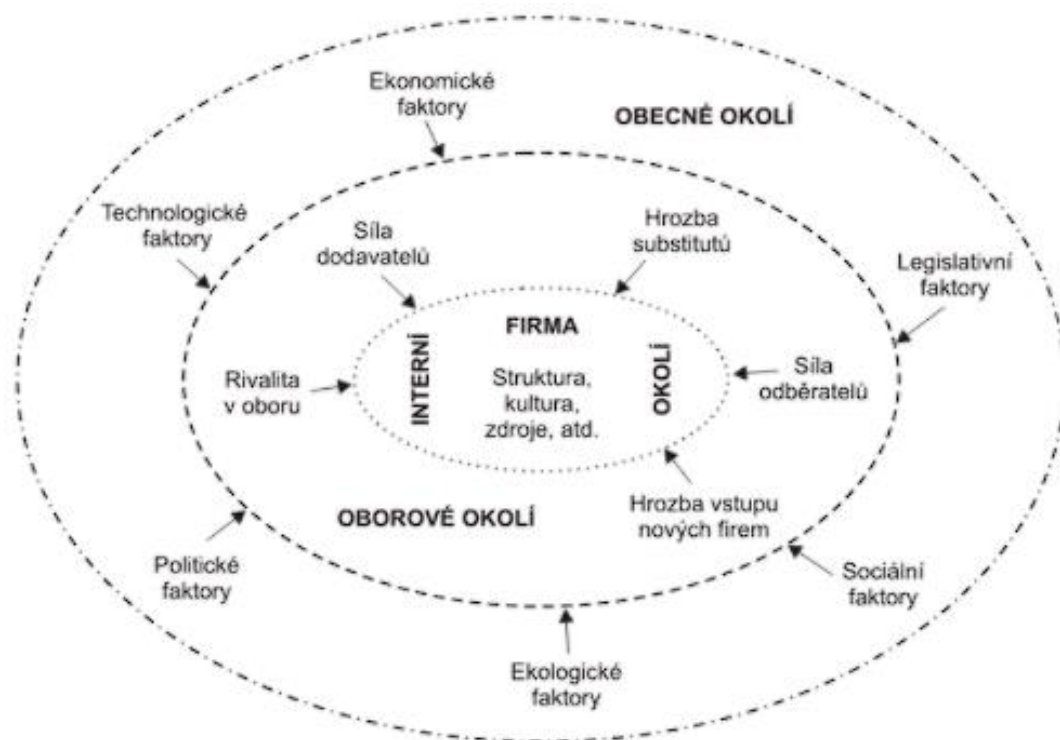 Ekonomické
faktory
OBECNÉ OKOLÍ
Technologické
faktory
Síla
dodavatelů
Hrozba
substitutů
Legislativní
faktory
FIRMA
INTERNÍ
OKOLÍ
Struktura,
kultura,
zdroje, atd.
Rivalita
v oboru
Síla
odběratelů
OBOROVÉ OKOLÍ
Hrozba vstupu
nových firem
Politické
faktory
Sociální
faktory
Ekologické
faktory